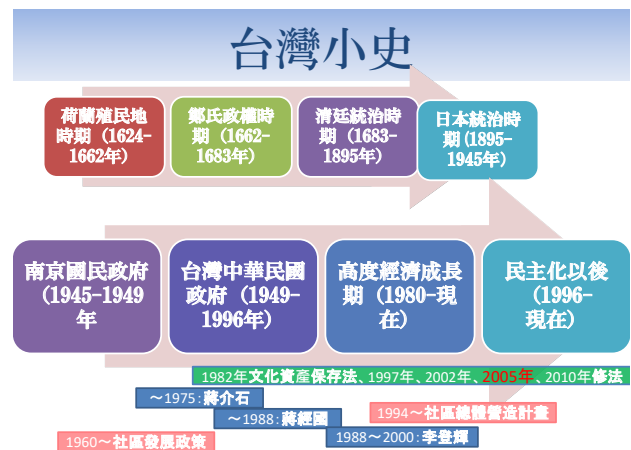 台灣小史
荷蘭殖民地
時期（1624-
1662年）
鄭氏政權時
期（1662-
1683年）
清廷統治時
期（1683-
1895年）
日本統治時
期(1895-
1945年）
南京國民政府
（1945-1949
年
台灣中華民國
政府（1949-
1996年）
高度經濟成長
期（1980-現
在）
民主化以後
（1996-
現在）
1982年文化資產保存法、1997年、2002年、2005年、2010年修法
～1975：蔣介石
～1988：蔣經國
1994～社區總體營造計畫
1960～社區發展政策
1988～2000：李登輝